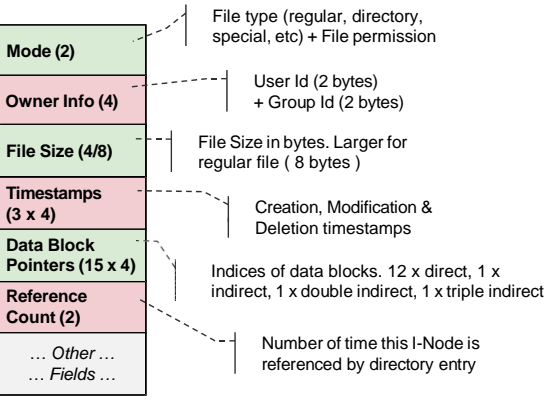 Mode (2)
File type (regular, directory,
special, etc) + File permission
Owner Info (4)
User Id (2 bytes)
+ Group Id (2 bytes)
File Size (4/8)
File Size in bytes. Larger for
regular file ( 8 bytes )
Timestamps
(3 x 4)
Creation, Modification &
Deletion timestamps
Data Block
Pointers (15 x 4)
Indices of data blocks. 12 x direct, 1 x
indirect, 1 x double indirect, 1 x triple indirect
Reference
Count (2)
Number of time this I-Node is
referenced by directory entry
… Other …
… Fields …